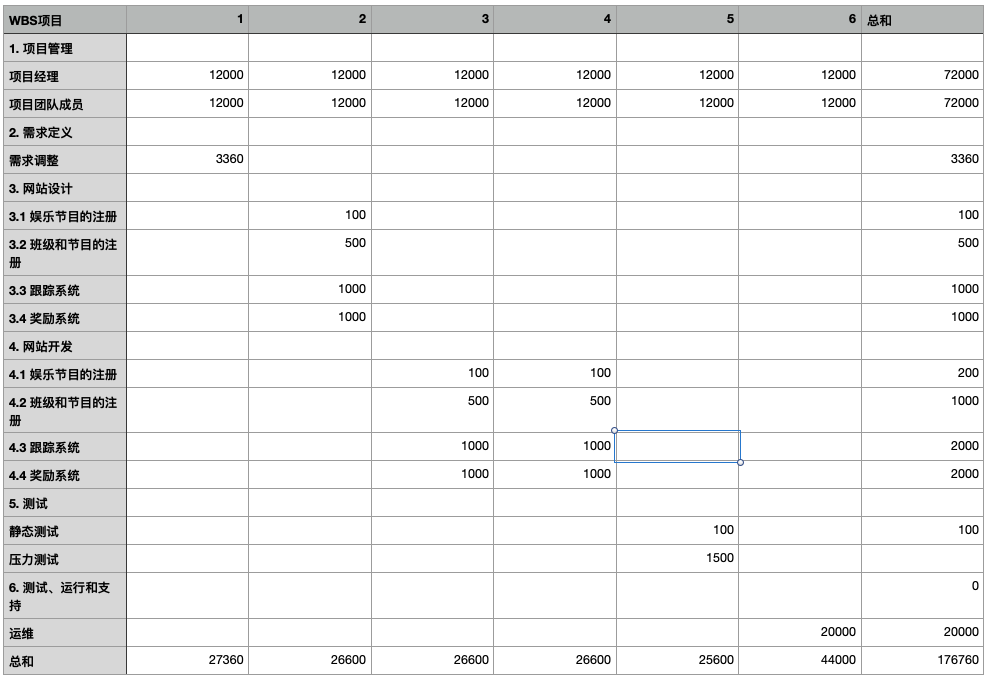 WBS项目 1 2 3 4 5 6 总和
1. 项目管理
项目经理 12000 12000 12000 12000 12000 12000 72000
项目团队成员 12000 12000 12000 12000 12000 12000 72000
2. 需求定义
需求调整 3360 3360
3. 网站设计
3.1 娱乐节目的注册 100 100
3.2 班级和节目的注 500 500
册
3.3 跟踪系统 1000 1000
3.4 奖励系统 1000 1000
4. 网站开发
4.1 娱乐节目的注册 100 100 200
4.2 班级和节目的注 500 500 1000
册
4.3 跟踪系统 1000 1000 2000
4.4 奖励系统 1000 1000 2000
5. 测试
静态测试 100 100
压力测试 1500
6. 测试、运行和支 0
持
运维 20000 20000
总和 27360 26600 26600 26600 25600 44000 176760